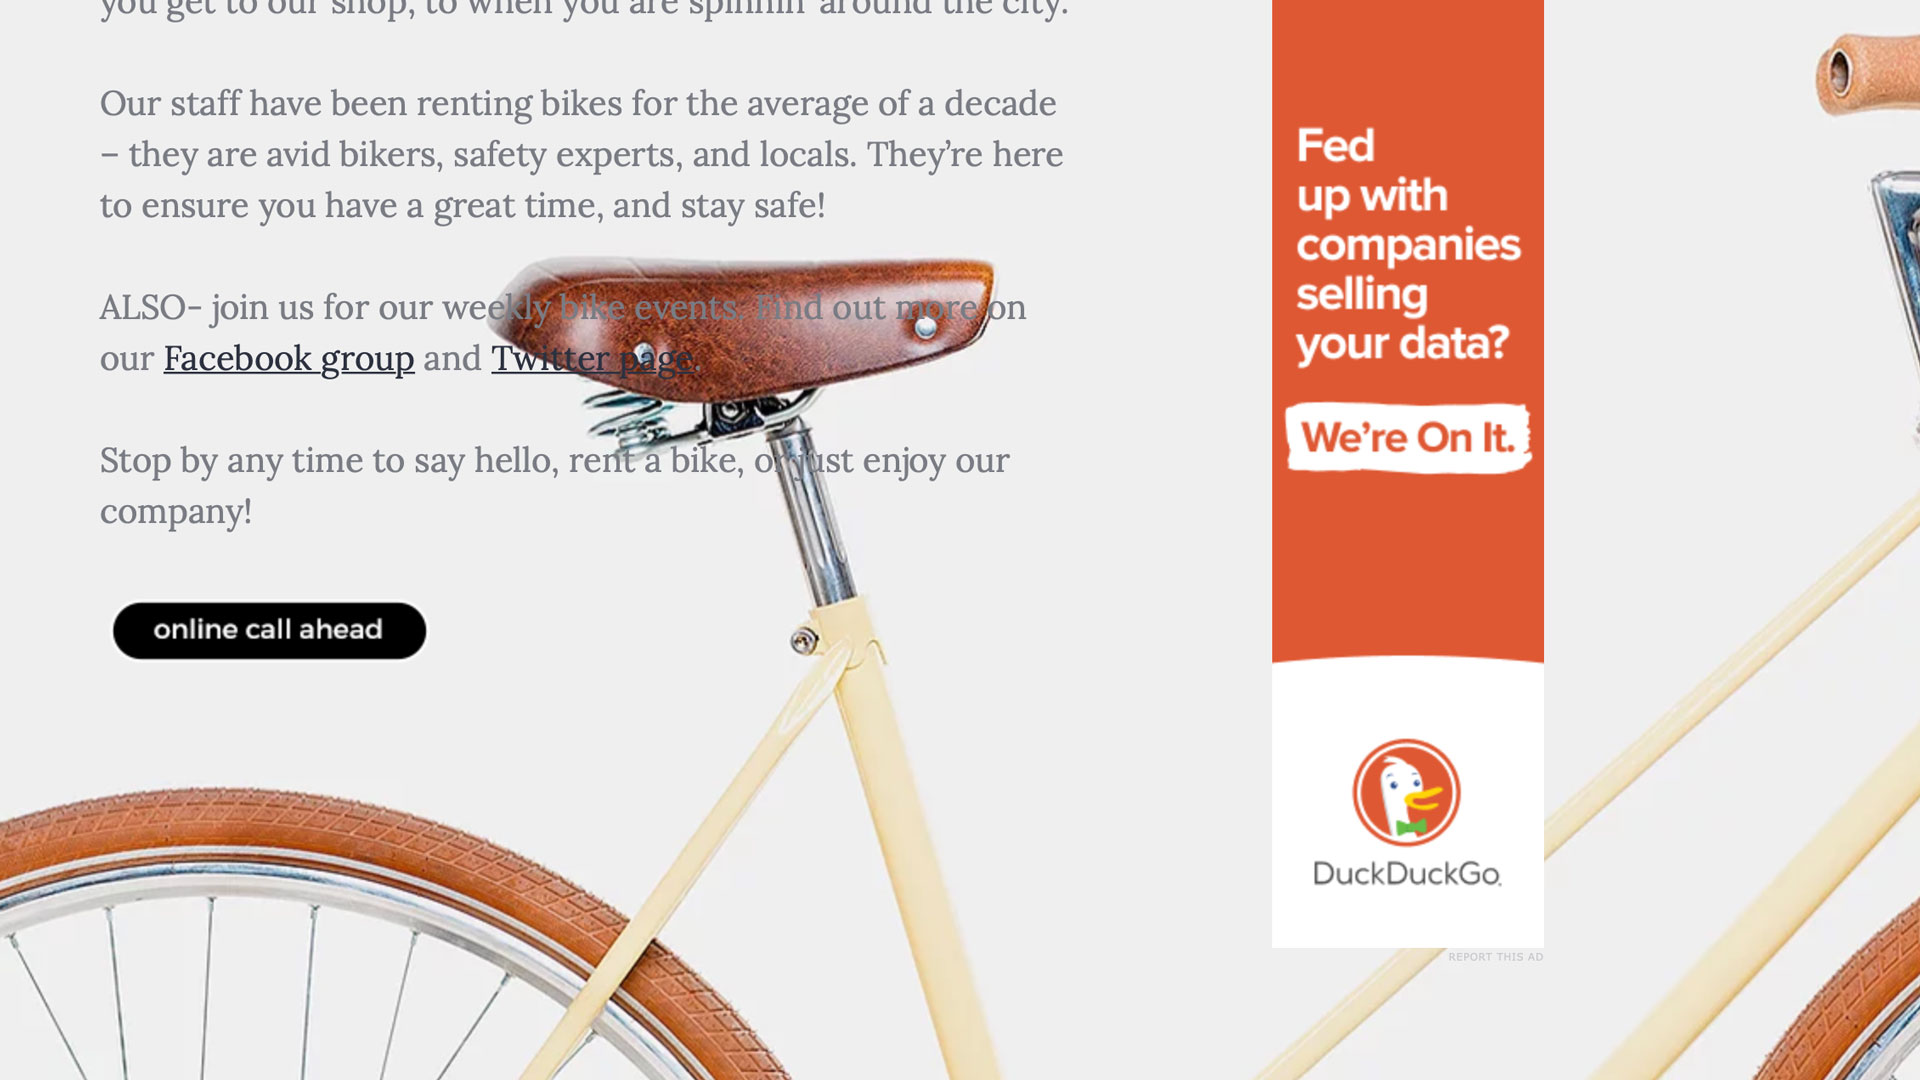 you get to our shop, to when you are spinnin' around the city.
Our staff have been renting bikes for the average of a decade
– they are avid bikers, safety experts, and locals. They’re here
to ensure you have a great time, and stay safe!
ALSO- join us for our weekly bike events. Find out more on
our Facebook group and Twitter page.
Stop by any time to say hello, rent a bike, or just enjoy our
company!
online call ahead
Fed
up with
companies
selling
your data?
We’re On It.
DuckDuckGo.
REPORT THIS AD